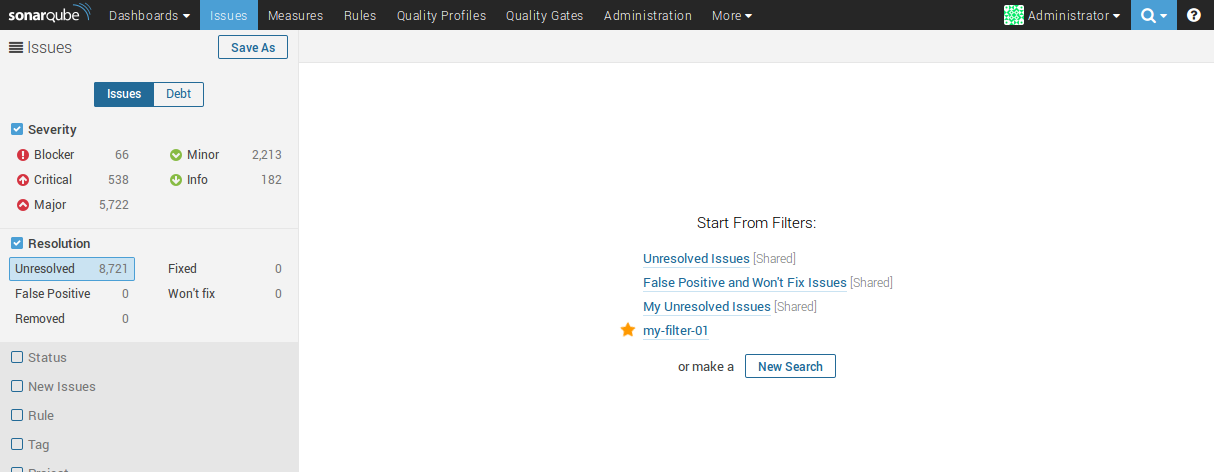 sonarqube Dashboards Issues Measures Rules Quality Profiles Quality Gates Administration More Administrator
Issues Save As
Issues Debt
Severity
Blocker 66 Minor 2,213
Critical 538 Info 182
Major 5,722
Resolution
Unresolved 8,721 Fixed 0
False Positive 0 Won't fix 0
Removed 0
Status
New Issues
Rule
Tag
Project
Start From Filters:
Unresolved Issues [Shared]
False Positive and Won't Fix Issues [Shared]
My Unresolved Issues [Shared]
my-filter-01
or make a New Search